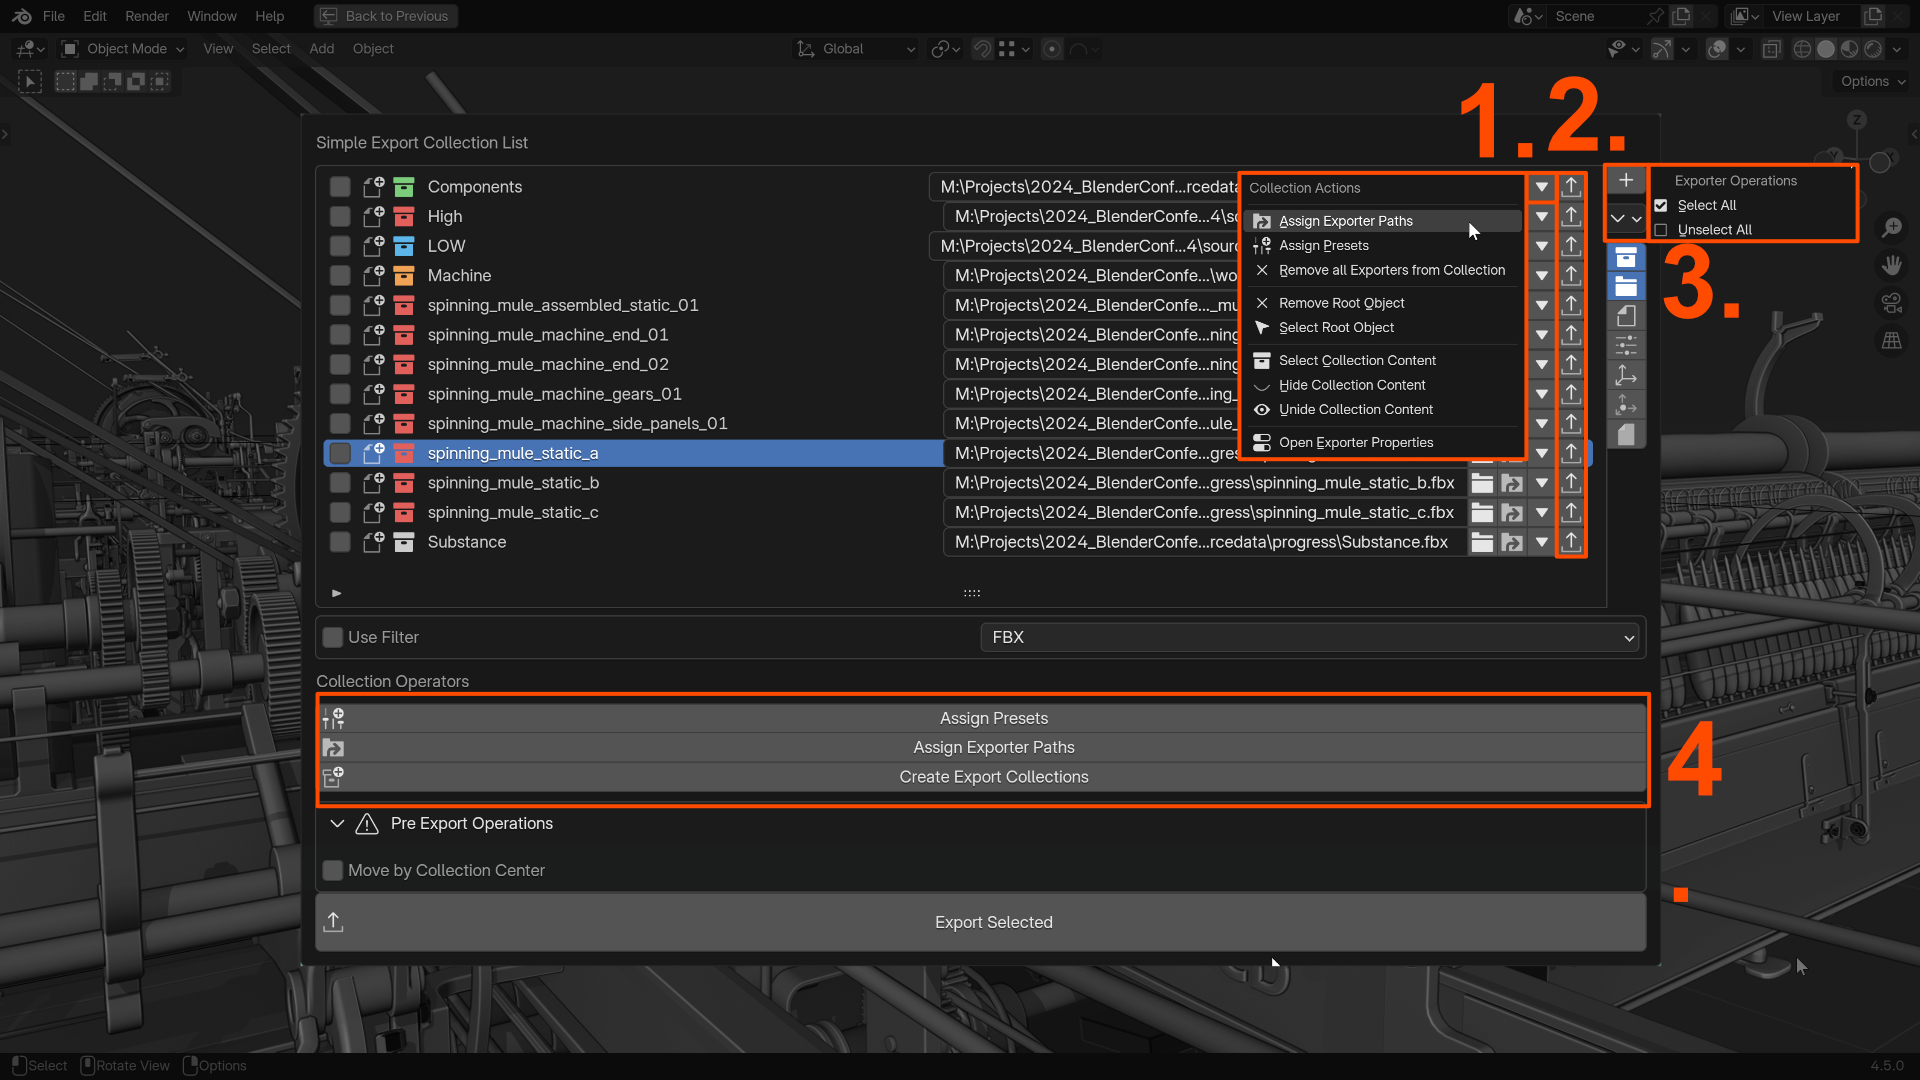 File Edit Render Window Help Back to Previous Scene View Layer
Object Mode View Select Add Object Global
Options
1. 2.
Z
Y
X
Simple Export Collection List
Components M:\Projects\2024_BlenderConf...rcedata
High M:\Projects\2024_BlenderConfe...4\so
LOW M:\Projects\2024_BlenderConf...4\sour
Machine M:\Projects\2024_BlenderConfe...\wo
spinning_mule_assembled_static_01 M:\Projects\2024_BlenderConfe..._mu
spinning_mule_machine_end_01 M:\Projects\2024_BlenderConfe...ning
spinning_mule_machine_end_02 M:\Projects\2024_BlenderConfe...ning
spinning_mule_machine_gears_01 M:\Projects\2024_BlenderConfe...ing_
spinning_mule_machine_side_panels_01 M:\Projects\2024_BlenderConfe...ule_
spinning_mule_static_a M:\Projects\2024_BlenderConfe...gres
spinning_mule_static_b M:\Projects\2024_BlenderConfe...gress\spinning_mule_static_b.fbx
spinning_mule_static_c M:\Projects\2024_BlenderConfe...gress\spinning_mule_static_c.fbx
Substance M:\Projects\2024_BlenderConfe...rcedata\progress\Substance.fbx
Collection Actions
Assign Exporter Paths
Assign Presets
Remove all Exporters from Collection
Remove Root Object
Select Root Object
Select Collection Content
Hide Collection Content
Unide Collection Content
Open Exporter Properties
Exporter Operations
Select All
Unselect All
3.
Use Filter FBX
Collection Operators
Assign Presets
Assign Exporter Paths
Create Export Collections
4
.
Pre Export Operations
Move by Collection Center
Export Selected
Select Rotate View Options 4.5.0